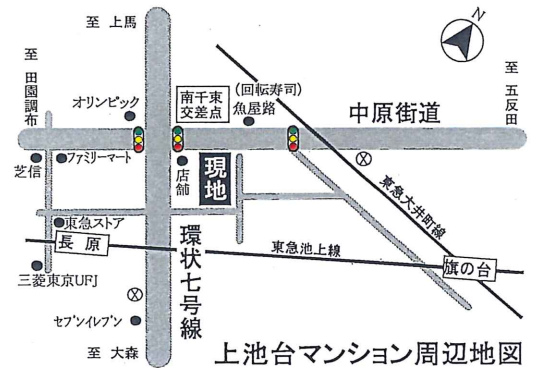 至 上馬
N
至 田園調布
オリンピック
南千束
交差点
(回転寿司)
魚屋路
中原街道
至 五反田
芝信
ファミリーマート
店舗
現地
東急大井町線
東急ストア
長原
環状七号線
東急池上線
旗の台
三菱東京UFJ
セブンイレブン
至 大森
上池台マンション周辺地図